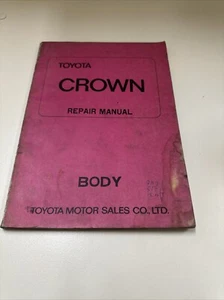 TOYOTA
CROWN
REPAIR MANUAL
BODY
TOYOTA MOTOR SALES CO., LTD.